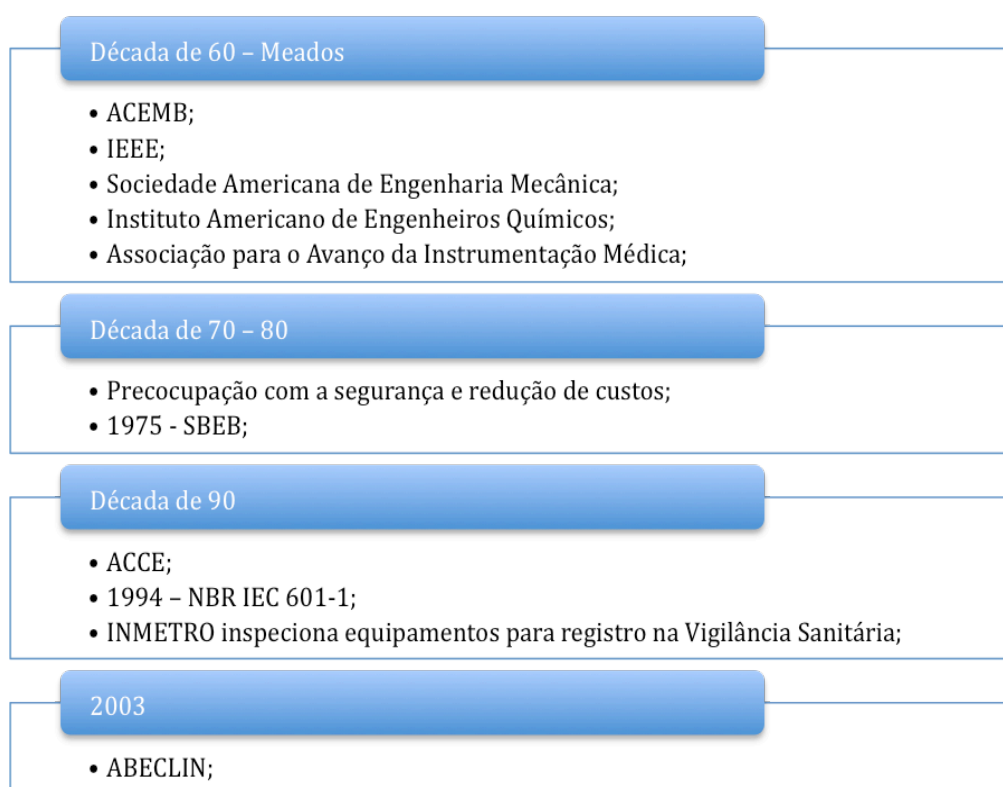 Década de 60 – Meados
• ACEMB;
• IEEE;
• Sociedade Americana de Engenharia Mecânica;
• Instituto Americano de Engenheiros Químicos;
• Associação para o Avanço da Instrumentação Médica;
Década de 70 – 80
• Precocupação com a segurança e redução de custos;
• 1975 - SBEB;
Década de 90
• ACCE;
• 1994 – NBR IEC 601-1;
• INMETRO inspeciona equipamentos para registro na Vigilância Sanitária;
2003
• ABECLIN;